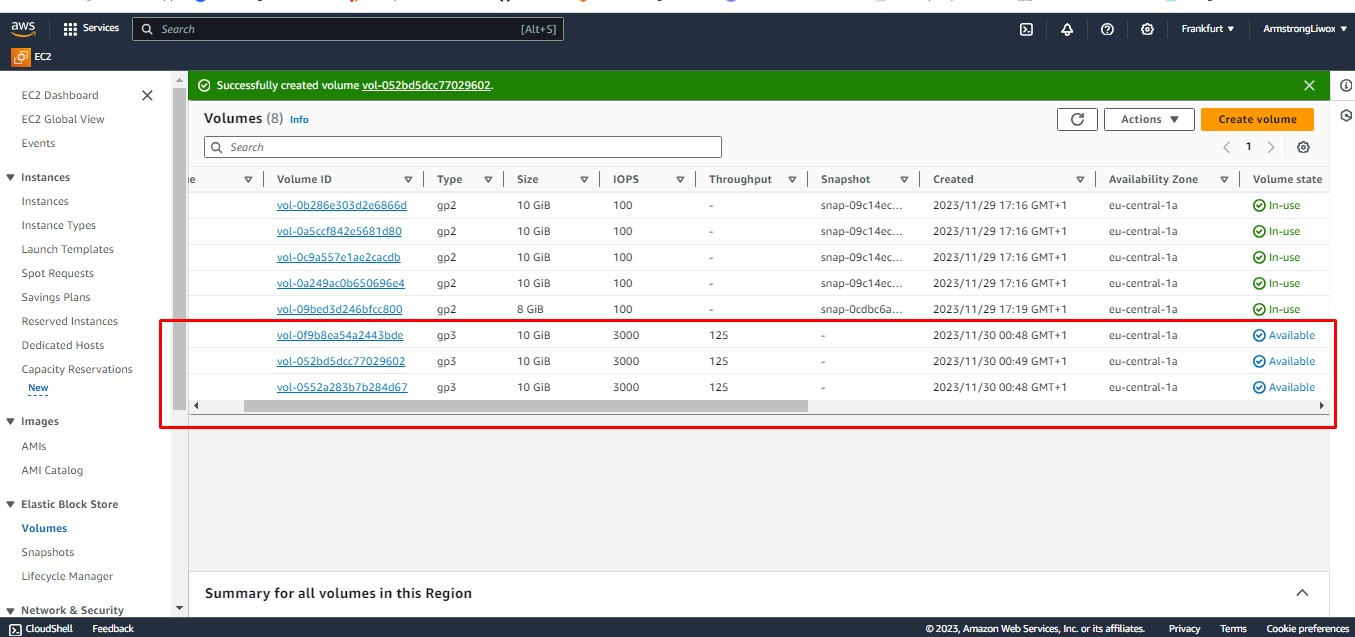 aws
Services
Search
[Alt+S]
Frankfurt ▼
ArmstrongLiwox ▼
EC2
EC2 Dashboard
EC2 Global View
Events
Instances
Instances
Instance Types
Launch Templates
Spot Requests
Savings Plans
Reserved Instances
Dedicated Hosts
Capacity Reservations
New
Images
AMIs
AMI Catalog
Elastic Block Store
Volumes
Snapshots
Lifecycle Manager
Network & Security
Successfully created volume vol-052bd5dcc77029602.
Volumes (8) Info
Actions ▼
Create volume
Search
1
e Volume ID Type Size IOPS Throughput Snapshot Created Availability Zone Volume state
vol-0b286e303d2e6866d gp2 10 GiB 100 - snap-09c14ec... 2023/11/29 17:16 GMT+1 eu-central-1a In-use
vol-0a5ccf842e5681d80 gp2 10 GiB 100 - snap-09c14ec... 2023/11/29 17:16 GMT+1 eu-central-1a In-use
vol-0c9a557e1ae2cacdb gp2 10 GiB 100 - snap-09c14ec... 2023/11/29 17:16 GMT+1 eu-central-1a In-use
vol-0a249ac0b650696e4 gp2 10 GiB 100 - snap-09c14ec... 2023/11/29 17:16 GMT+1 eu-central-1a In-use
vol-09bed3d246bfcc800 gp2 8 GiB 100 - snap-0cdbc6a... 2023/11/29 17:19 GMT+1 eu-central-1a In-use
vol-0f9b8ea54a2443bde gp3 10 GiB 3000 125 - 2023/11/30 00:48 GMT+1 eu-central-1a Available
vol-052bd5dcc77029602 gp3 10 GiB 3000 125 - 2023/11/30 00:49 GMT+1 eu-central-1a Available
vol-0552a283b7b284d67 gp3 10 GiB 3000 125 - 2023/11/30 00:48 GMT+1 eu-central-1a Available
Summary for all volumes in this Region
CloudShell Feedback © 2023, Amazon Web Services, Inc. or its affiliates. Privacy Terms Cookie preferences